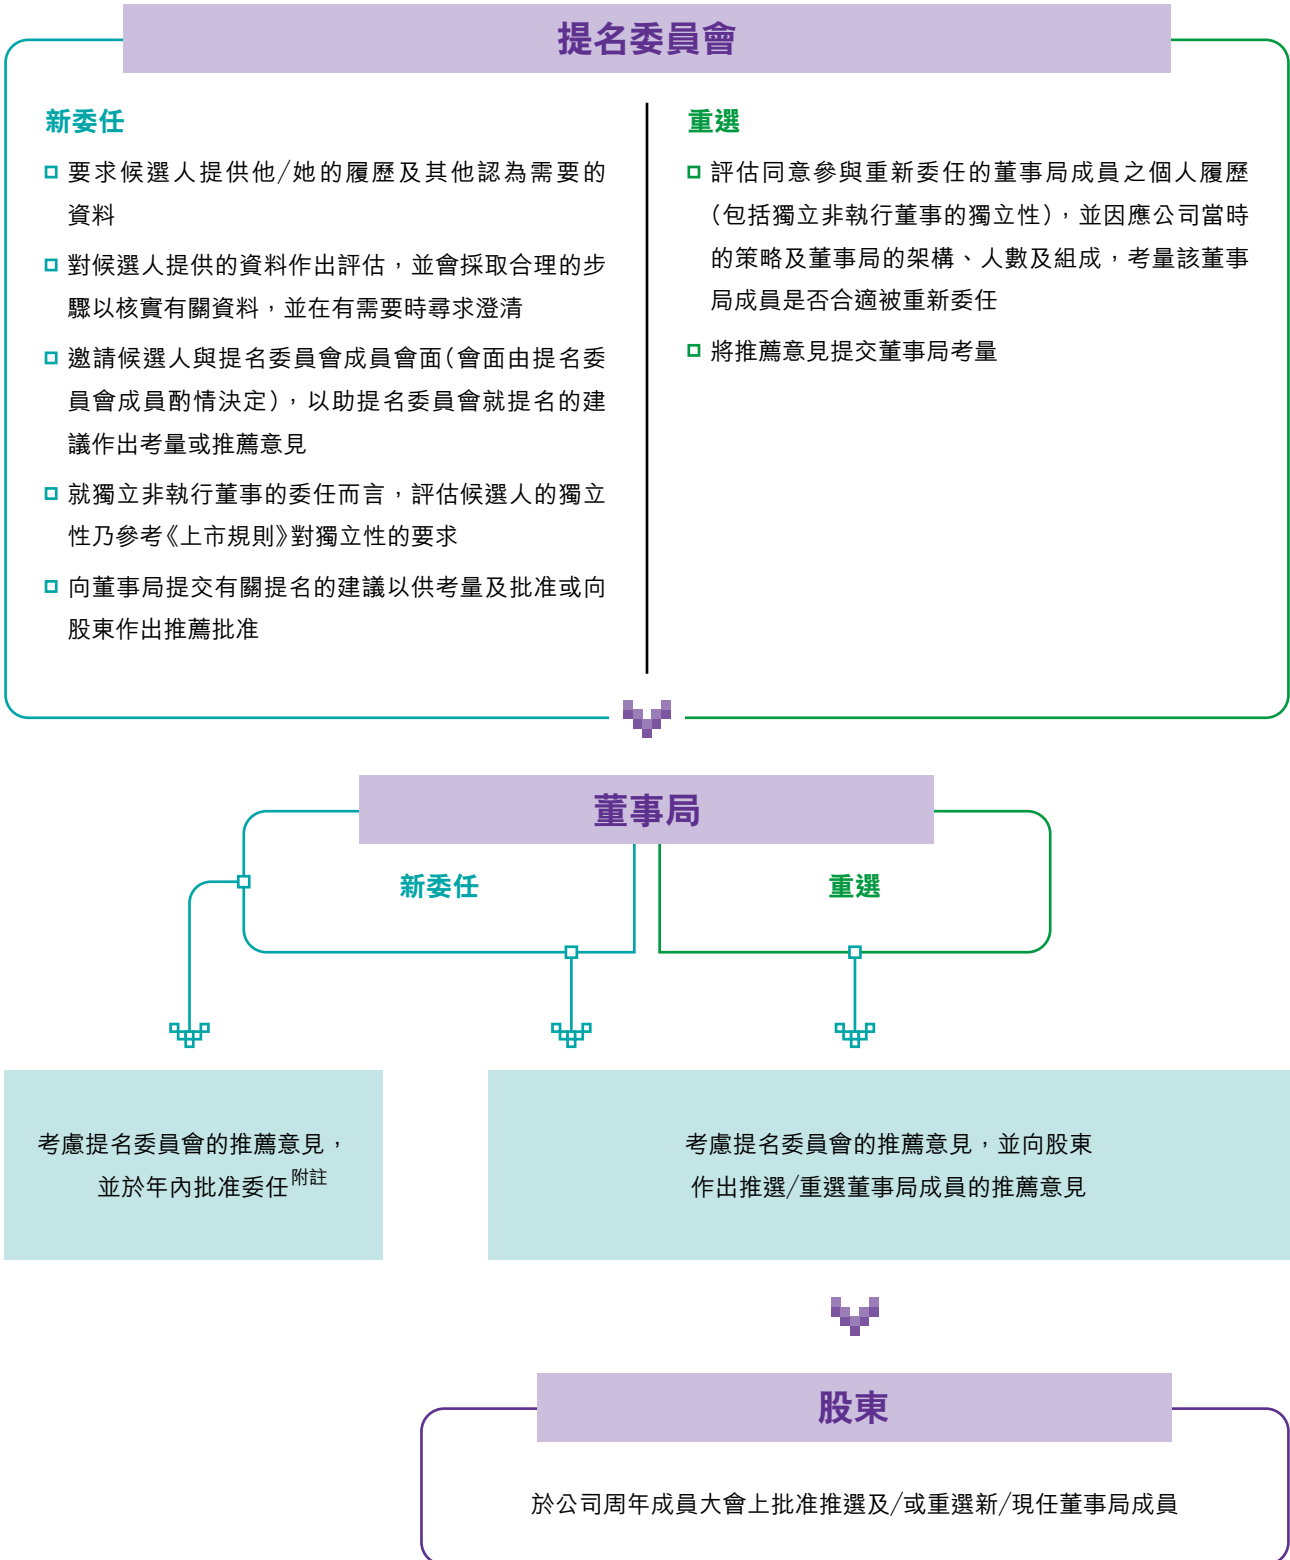 提名委員會
新委任
要求候選人提供他/她的履歷及其他認為需要的
資料
對候選人提供的資料作出評估，並會採取合理的步
驟以核實有關資料，並在有需要時尋求澄清
邀請候選人與提名委員會成員會面（會面由提名委
員會成員酌情決定），以助提名委員會就提名的建
議作出考量或推薦意見
就獨立非執行董事的委任而言，評估候選人的獨立
性乃參考《上市規則》對獨立性的要求
向董事局提交有關提名的建議以供考量及批准或向
股東作出推薦批准
重選
評估同意參與重新委任的董事局成員之個人履歷
（包括獨立非執行董事的獨立性），並因應公司當時
的策略及董事局的架構、人數及組成，考量該董事
局成員是否合適被重新委任
將推薦意見提交董事局考量
董事局
新委任
重選
考慮提名委員會的推薦意見，
並於年內批准委任附註
考慮提名委員會的推薦意見，並向股東
作出推選/重選董事局成員的推薦意見
股東
於公司周年成員大會上批准推選及/或重選新/現任董事局成員